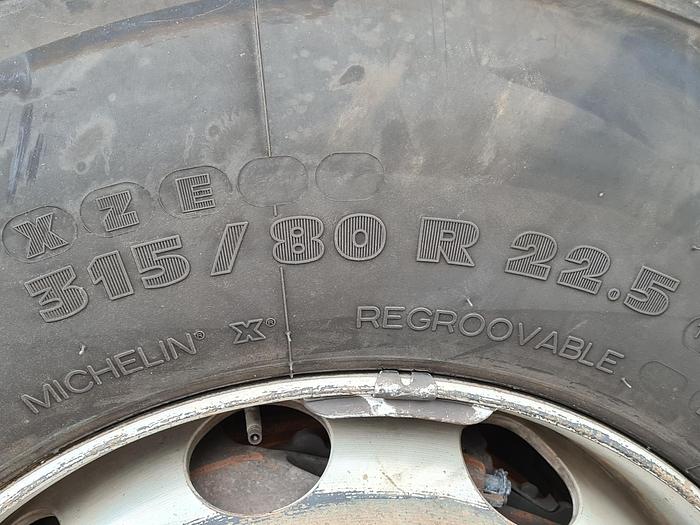 XZE
315/80 R 22.5
MICHELIN® X® REGROOVABLE